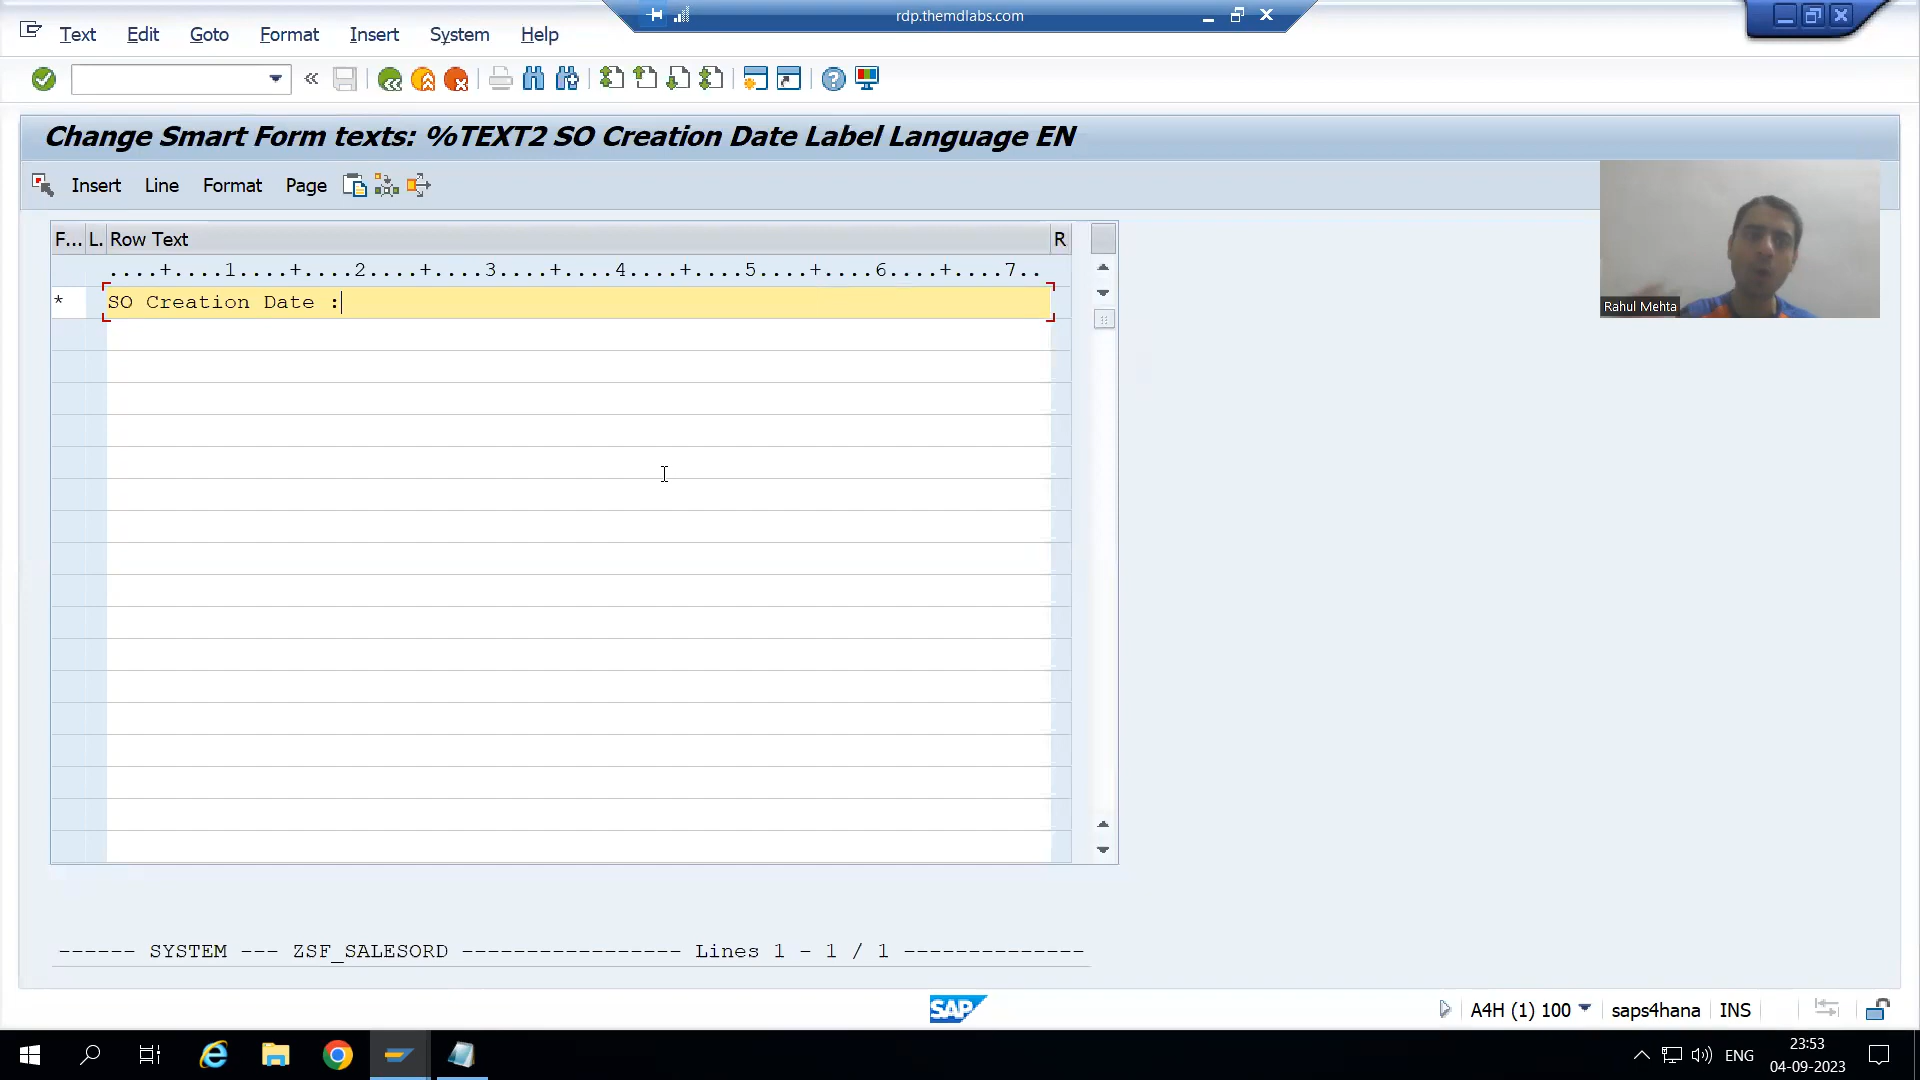 rdp.themdlabs.com
Text Edit Goto Format Insert System Help
Change Smart Form texts: %TEXT2 SO Creation Date Label Language EN
Insert Line Format Page
F... L. Row Text R
....+....1....+....2....+....3....+....4....+....5....+....6....+....7..
* SO Creation Date :
Rahul Mehta
------ SYSTEM --- ZSF_SALESORD ----------------- Lines 1 - 1 / 1 --------------
SAP
A4H (1) 100 saps4hana INS
ENG
23:53
04-09-2023